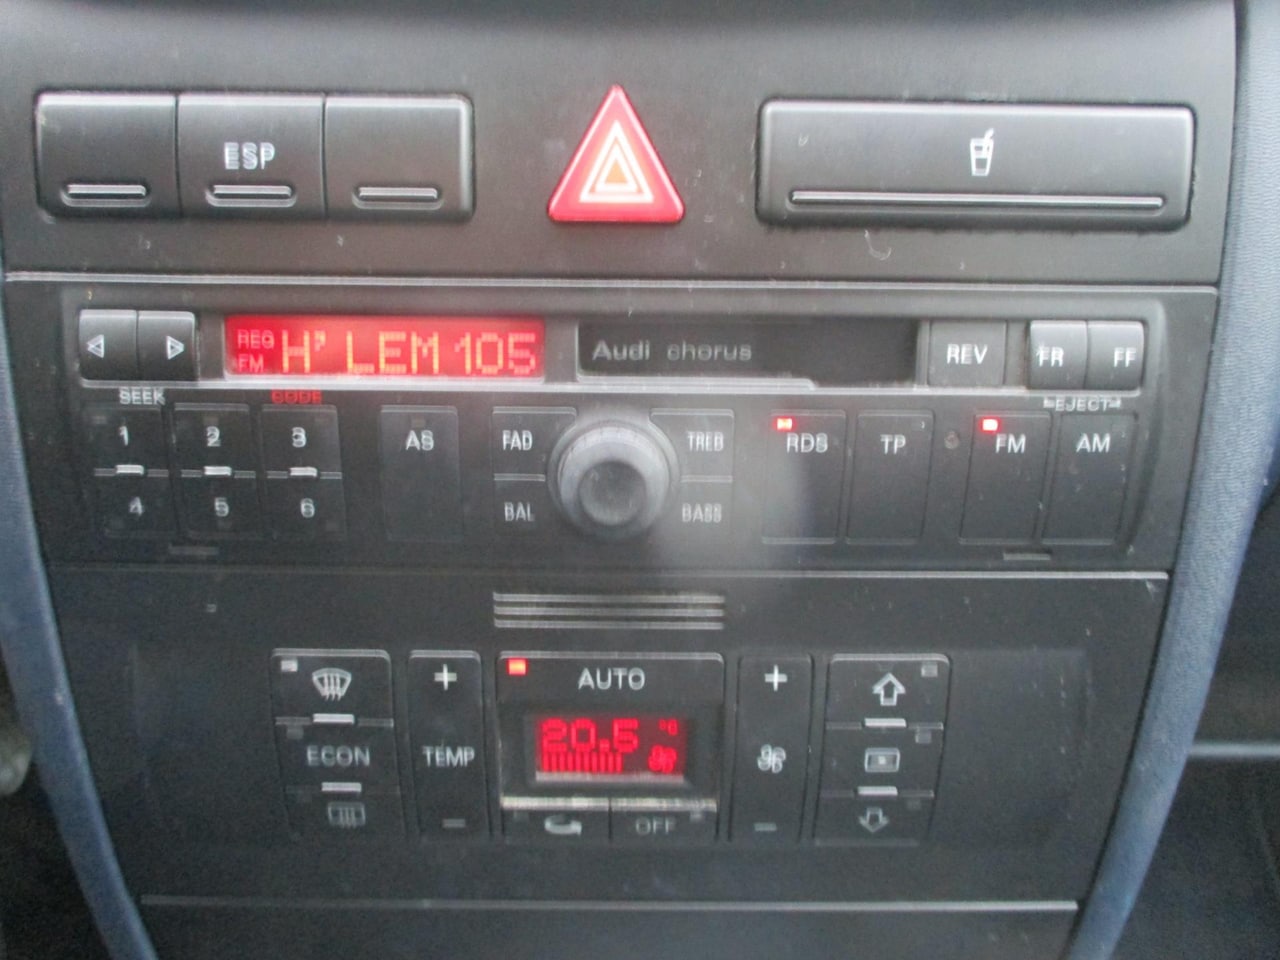 ESP
REG
FM
H' LEM 105
Audi chorus
REV
FR
FF
SEEK
CODE
EJECT
1
2
3
AS
FAD
TREB
RDS
TP
FM
AM
4
5
6
BAL
BASS
+
AUTO
+
20.5 °C
ECON
TEMP
-
OFF
-